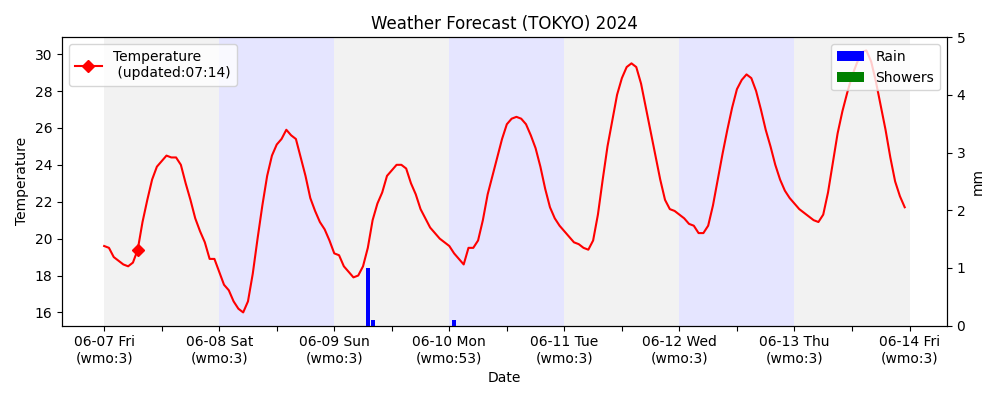 Weather Forecast (TOKYO) 2024
Temperature
(updated:07:14)
Rain
Showers
30
28
26
24
22
20
18
16
Temperature
5
4
3
2
1
0
mm
06-07 Fri
(wmo:3)
06-08 Sat
(wmo:3)
06-09 Sun
(wmo:3)
06-10 Mon
(wmo:53)
06-11 Tue
(wmo:3)
06-12 Wed
(wmo:3)
06-13 Thu
(wmo:3)
06-14 Fri
(wmo:3)
Date